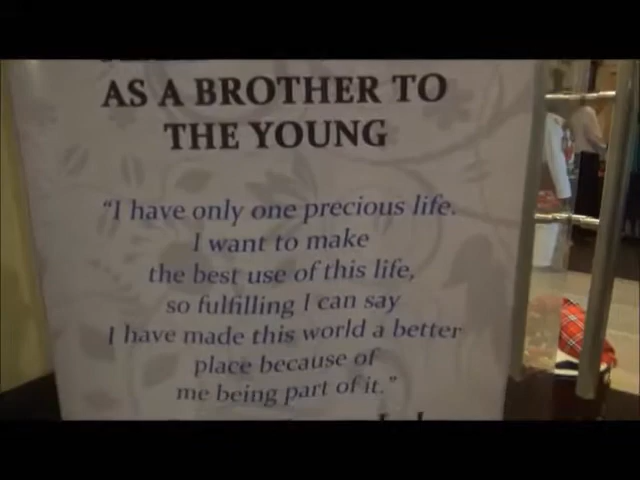 AS A BROTHER TO
THE YOUNG
"I have only one precious life.
I want to make
the best use of this life,
so fulfilling I can say
I have made this world a better
place because of
me being part of it."